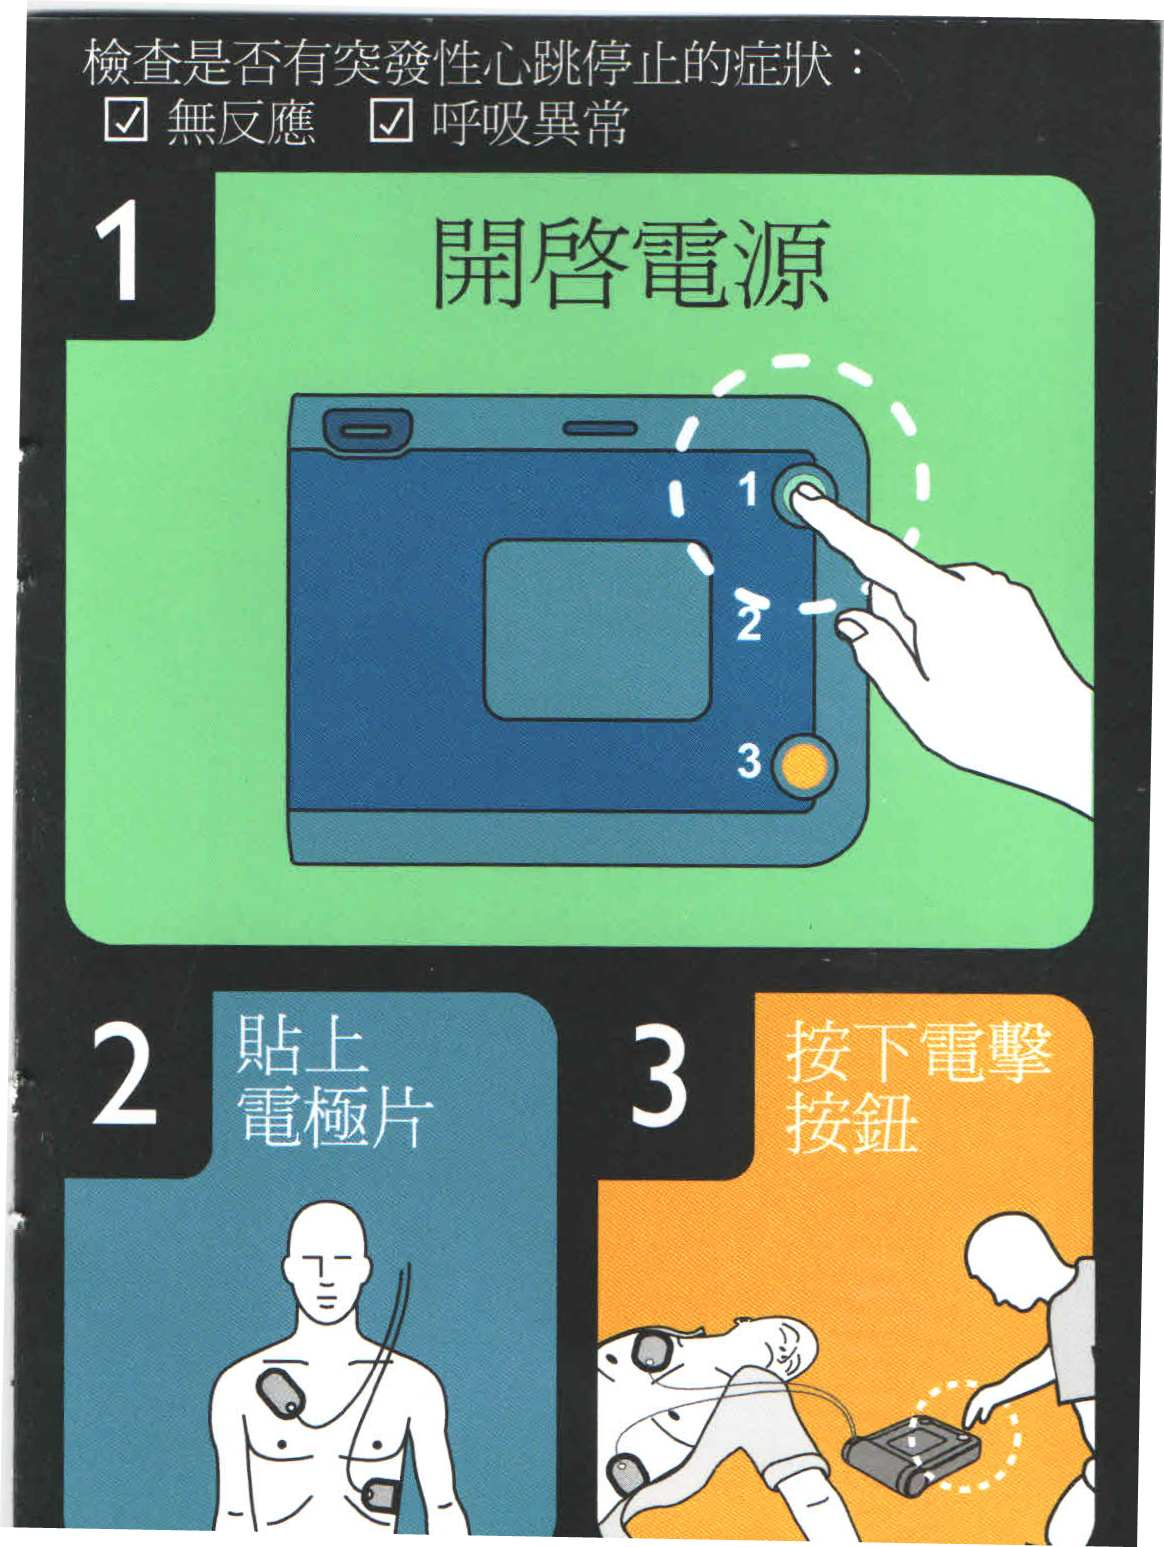 檢查是否有突發性心跳停止的症狀：
☑ 無反應 ☑ 呼吸異常
1
開啓電源
1
2
3
2
貼上
電極片
3
按下電擊
按鈕